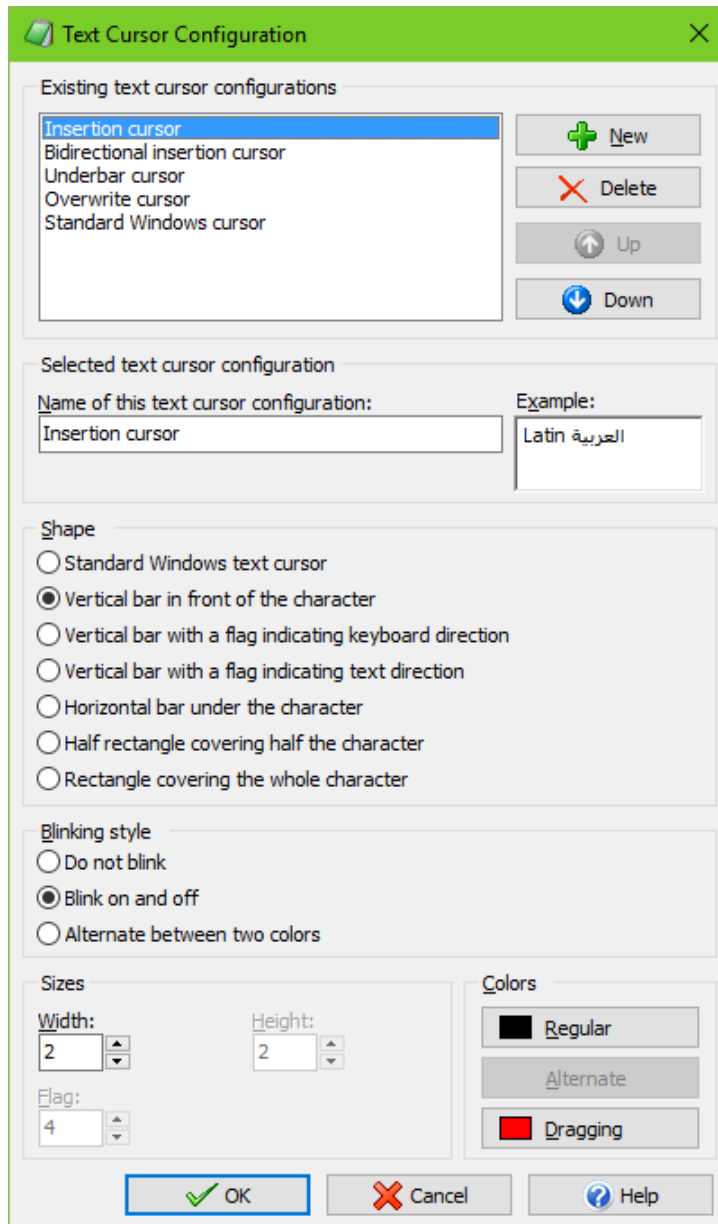 Text Cursor Configuration
Existing text cursor configurations
Insertion cursor
Bidirectional insertion cursor
Underbar cursor
Overwrite cursor
Standard Windows cursor
New
Delete
Up
Down
Selected text cursor configuration
Name of this text cursor configuration:
Insertion cursor
Example:
Latin العربية
Shape
Standard Windows text cursor
Vertical bar in front of the character
Vertical bar with a flag indicating keyboard direction
Vertical bar with a flag indicating text direction
Horizontal bar under the character
Half rectangle covering half the character
Rectangle covering the whole character
Blinking style
Do not blink
Blink on and off
Alternate between two colors
Sizes
Width:
2
Height:
2
Flag:
4
Colors
Regular
Alternate
Dragging
OK
Cancel
Help